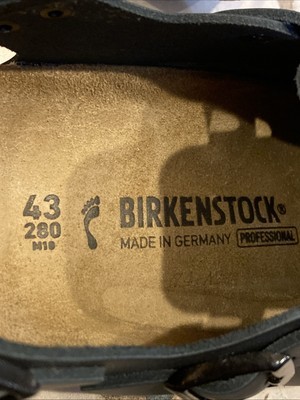 43
280
M10
BIRKENSTOCK®
MADE IN GERMANY PROFESSIONAL